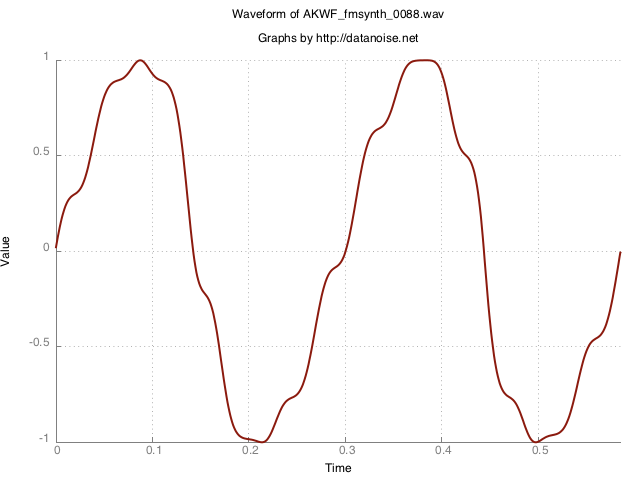 Waveform of AKWF_fmsynth_0088.wav
Graphs by http://datanoise.net
1
0.5
0
-0.5
-1
Value
0
0.1
0.2
0.3
0.4
0.5
Time